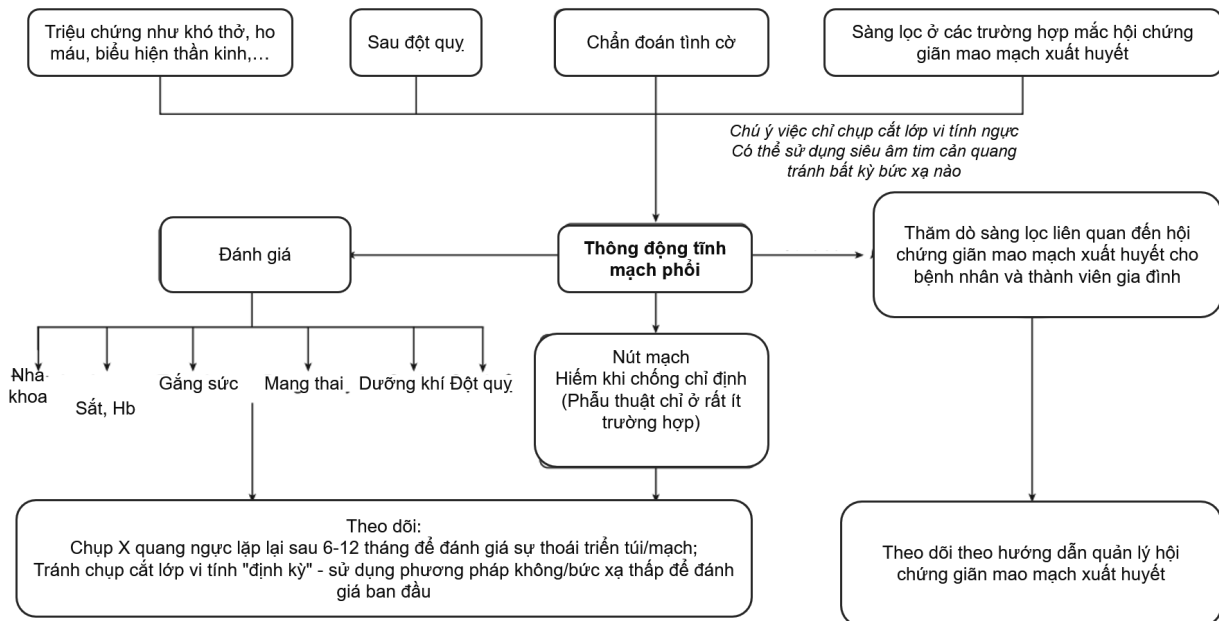 Triệu chứng như khó thở, ho
máu, biểu hiện thần kinh,...
Sau đột quỵ
Chẩn đoán tình cờ
Sàng lọc ở các trường hợp mắc hội chứng
giãn mao mạch xuất huyết
Chú ý việc chỉ chụp cắt lớp vi tính ngực
Có thể sử dụng siêu âm tim cản quang
tránh bất kỳ bức xạ nào
Đánh giá
Thông động tĩnh
mạch phổi
Thăm dò sàng lọc liên quan đến hội
chứng giãn mao mạch xuất huyết cho
bệnh nhân và thành viên gia đình
Nha
khoa
Sắt, Hb
Gắng sức
Mang thai
Dưỡng khí
Đột quỵ
Nút mạch
Hiếm khi chống chỉ định
(Phẫu thuật chỉ ở rất ít
trường hợp)
Theo dõi:
Chụp X quang ngực lặp lại sau 6-12 tháng để đánh giá sự thoái triển túi/mạch;
Tránh chụp cắt lớp vi tính "định kỳ" - sử dụng phương pháp không/bức xạ thấp để đánh
giá ban đầu
Theo dõi theo hướng dẫn quản lý hội
chứng giãn mao mạch xuất huyết